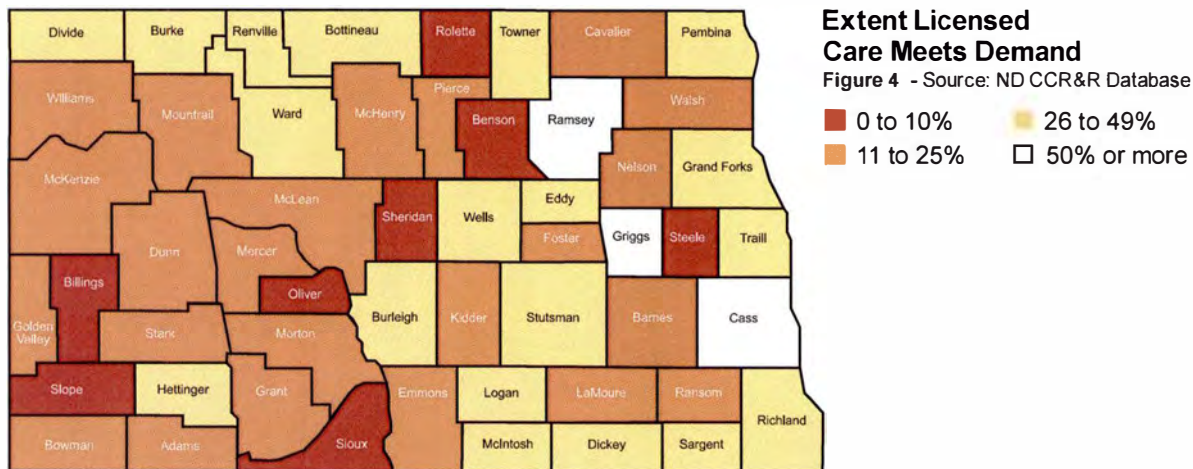 Extent Licensed
Care Meets Demand
Figure 4 - Source: ND CCR&R Database
0 to 10%
26 to 49%
11 to 25%
50% or more
Divide
Burke
Renville
Bottineau
Rolette
Towner
Cavalier
Pembina
Williams
Mountrail
Ward
McHenry
Pierce
Benson
Ramsey
Walsh
McKenzie
Nelson
Grand Forks
McLean
Sheridan
Wells
Eddy
Foster
Griggs
Steele
Traill
Dunn
Mercer
Oliver
Billings
Golden
Valley
Stark
Morton
Burleigh
Kidder
Stutsman
Barnes
Cass
Slope
Hettinger
Grant
Emmons
Logan
LaMoure
Ransom
Richland
Bowman
Adams
Sioux
McIntosh
Dickey
Sargent